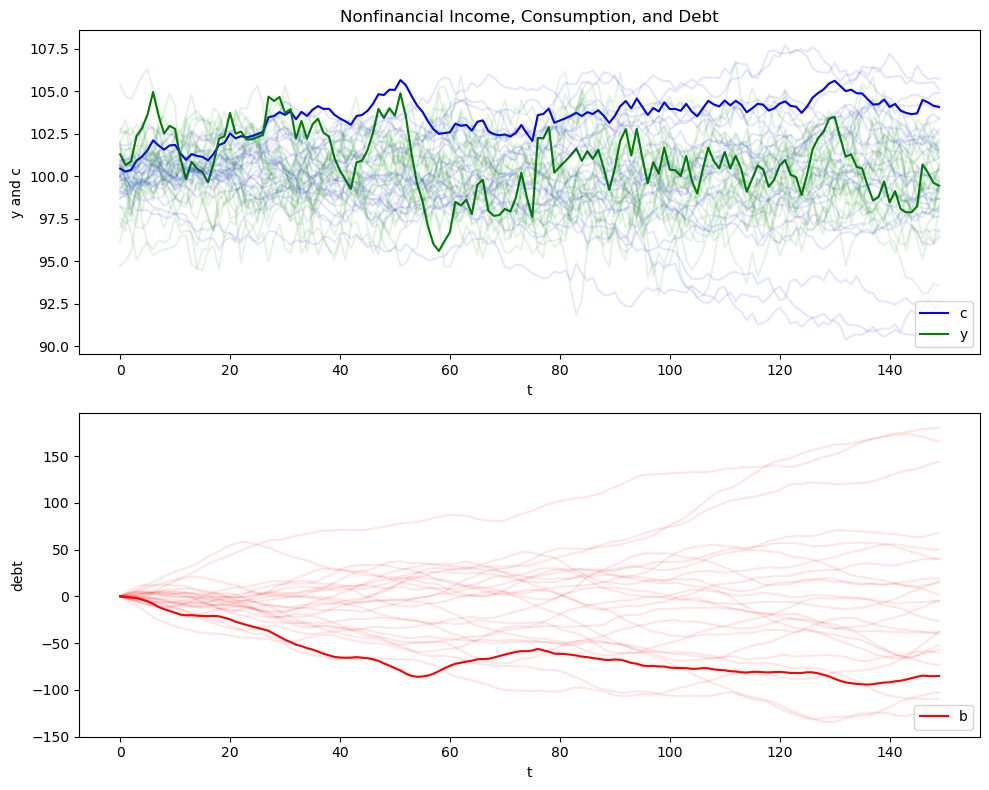 Nonfinancial Income, Consumption, and Debt
107.5
105.0
102.5
100.0
97.5
95.0
92.5
90.0
y and c
c
y
0 20 40 60 80 100 120 140
t
150
100
50
0
−50
−100
−150
debt
b
0 20 40 60 80 100 120 140
t